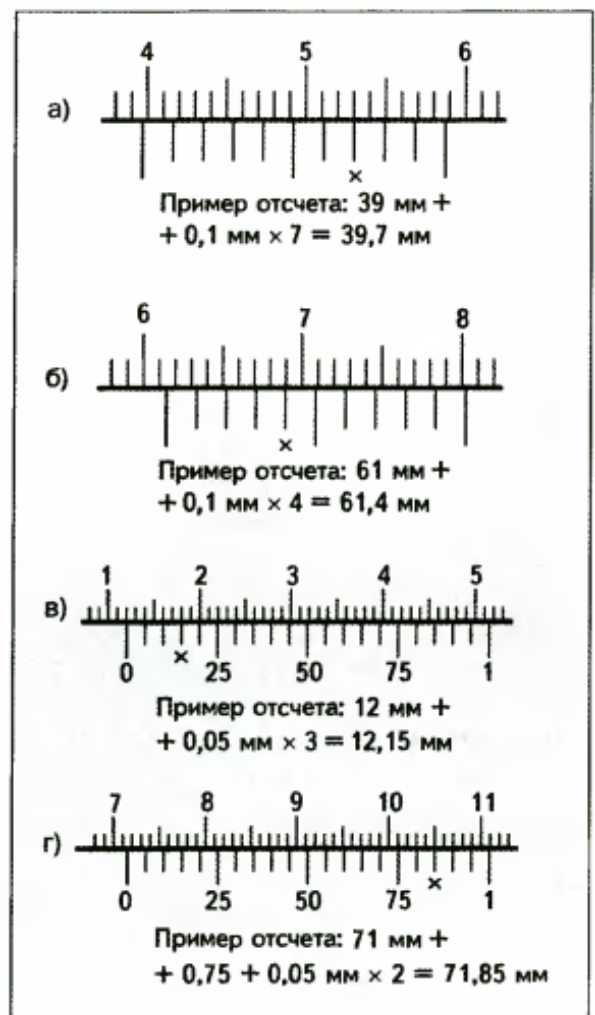 4 5 6
а)
×
Пример отсчета: 39 мм +
+ 0,1 мм × 7 = 39,7 мм
6 7 8
б)
×
Пример отсчета: 61 мм +
+ 0,1 мм × 4 = 61,4 мм
1 2 3 4 5
в)
×
0 25 50 75 1
Пример отсчета: 12 мм +
+ 0,05 мм × 3 = 12,15 мм
7 8 9 10 11
г)
×
0 25 50 75 1
Пример отсчета: 71 мм +
+ 0,75 + 0,05 мм × 2 = 71,85 мм